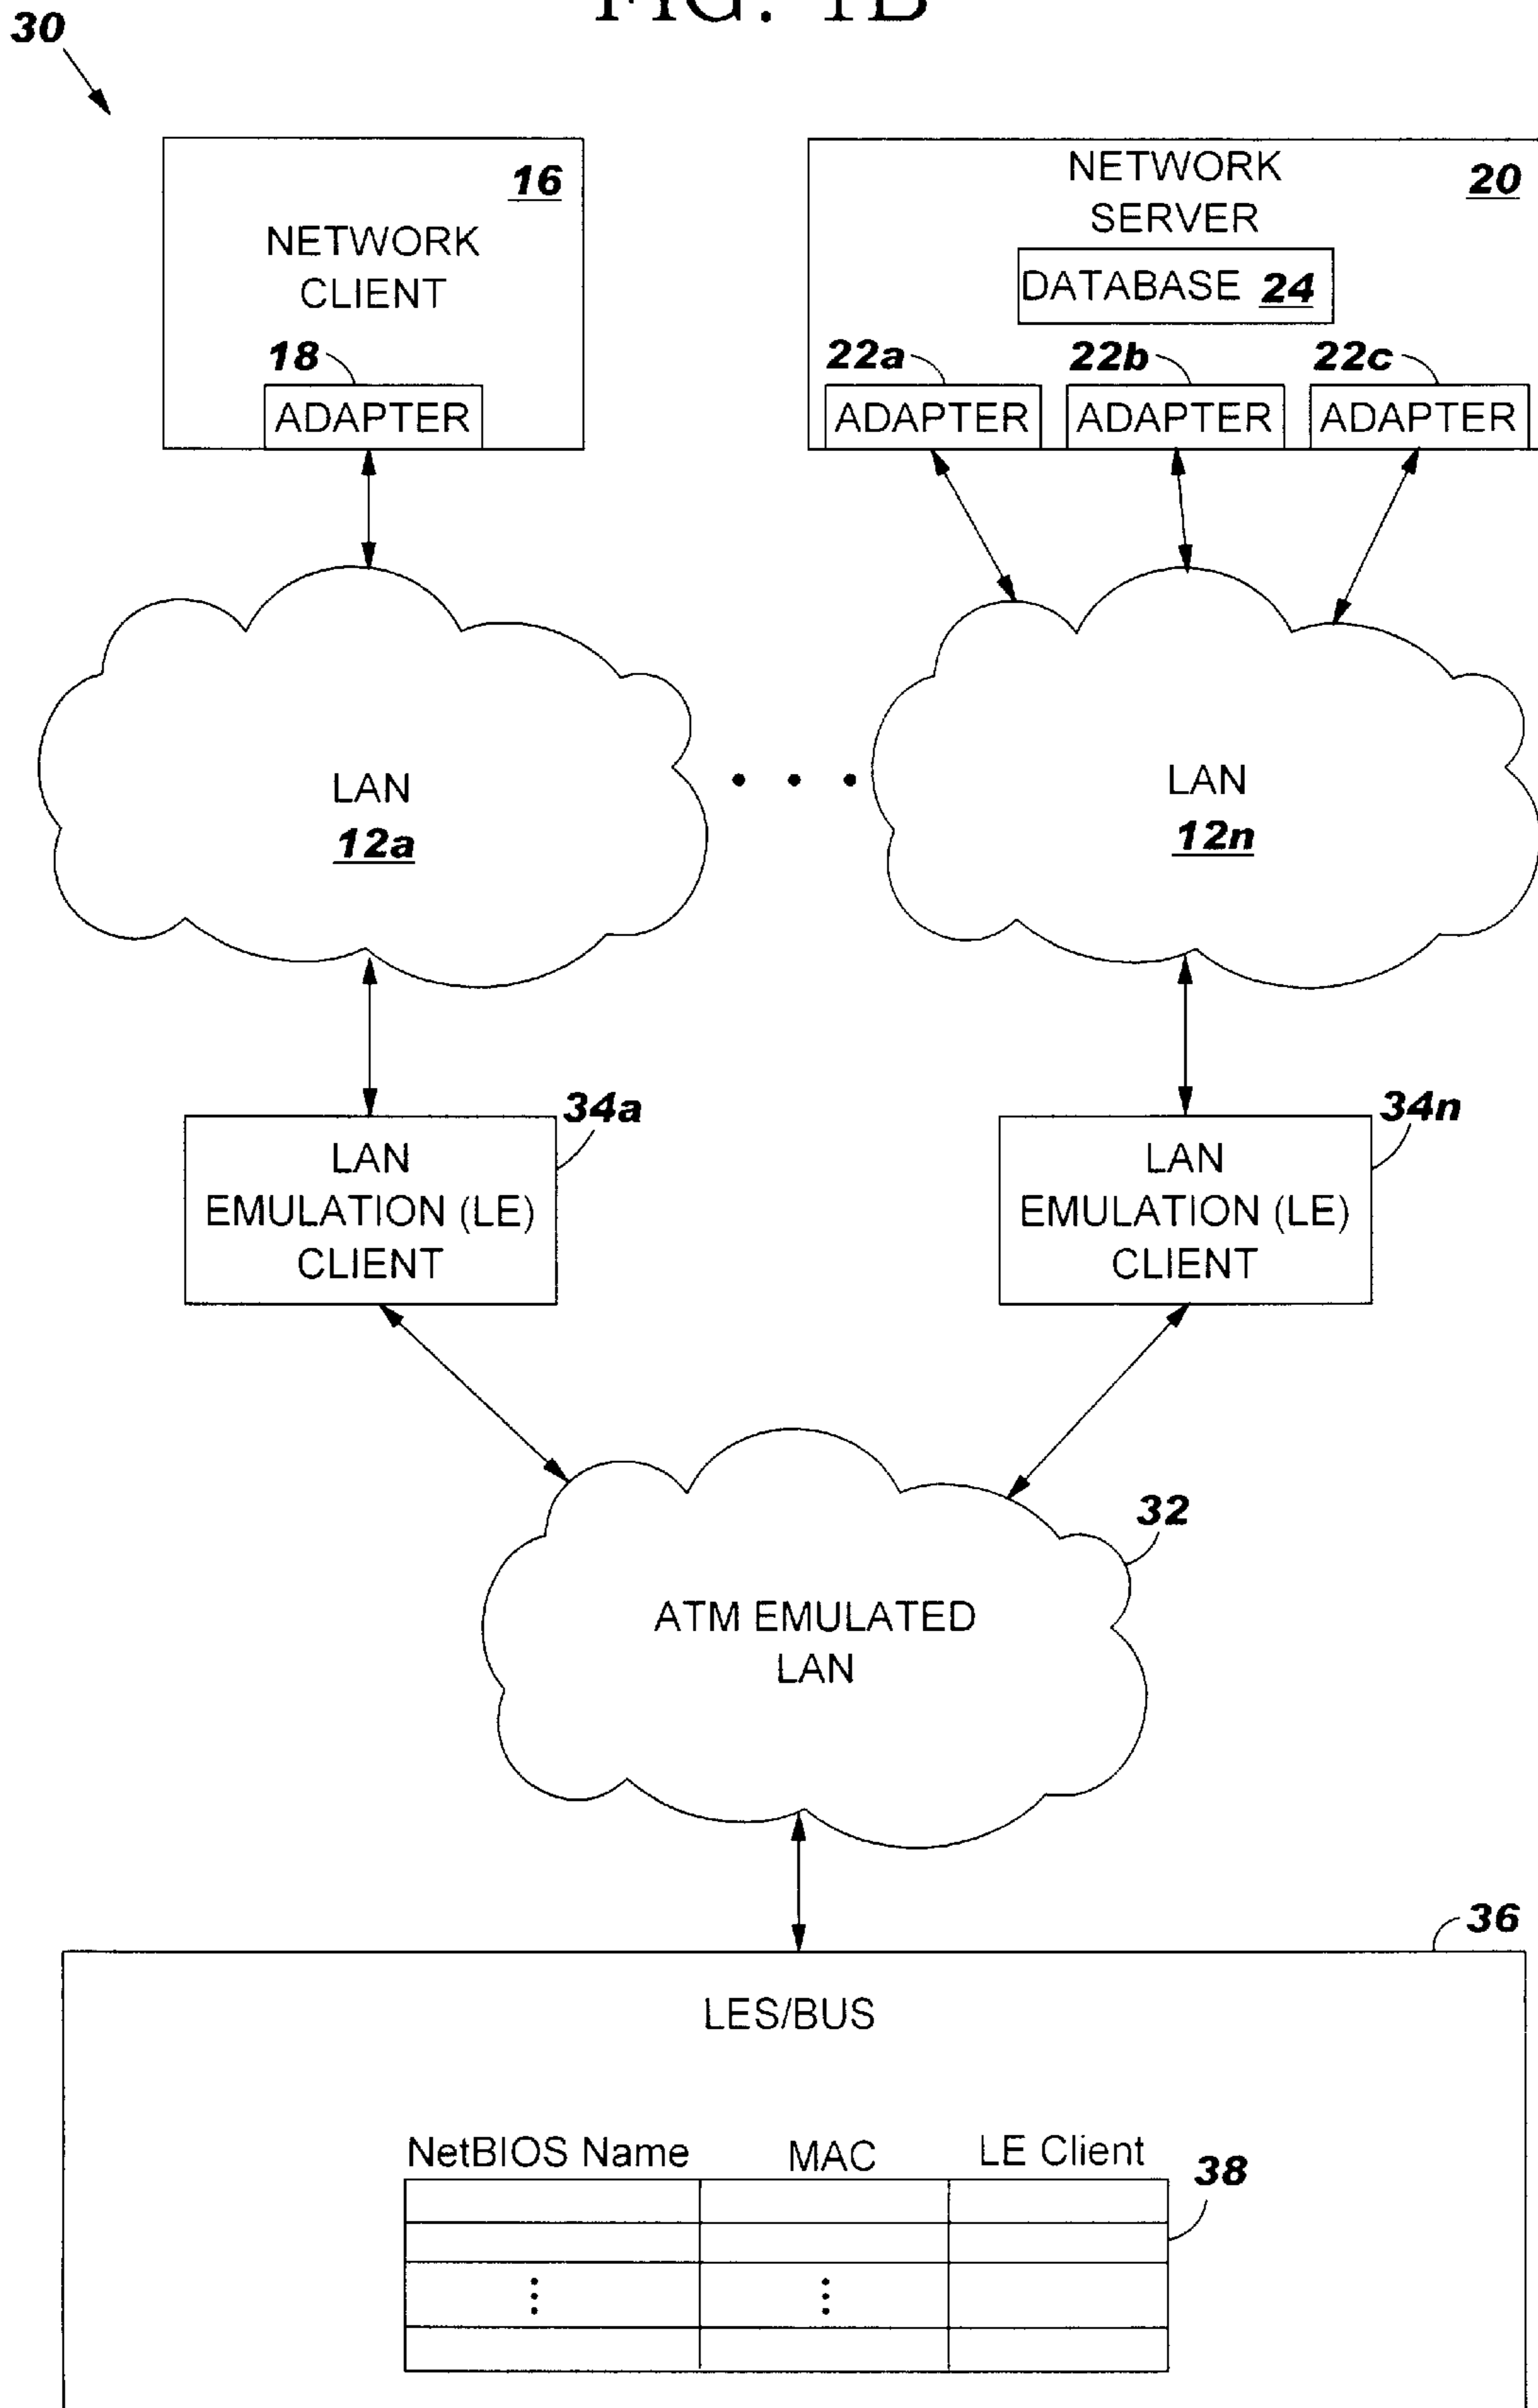 FIG. 1B
30
16
NETWORK
CLIENT
18
ADAPTER
NETWORK
SERVER
20
DATABASE 24
22a
22b
22c
ADAPTER
ADAPTER
ADAPTER
LAN
12a
. . .
LAN
12n
34a
LAN
EMULATION (LE)
CLIENT
34n
LAN
EMULATION (LE)
CLIENT
32
ATM EMULATED
LAN
36
LES/BUS
NetBIOS Name
MAC
LE Client
38